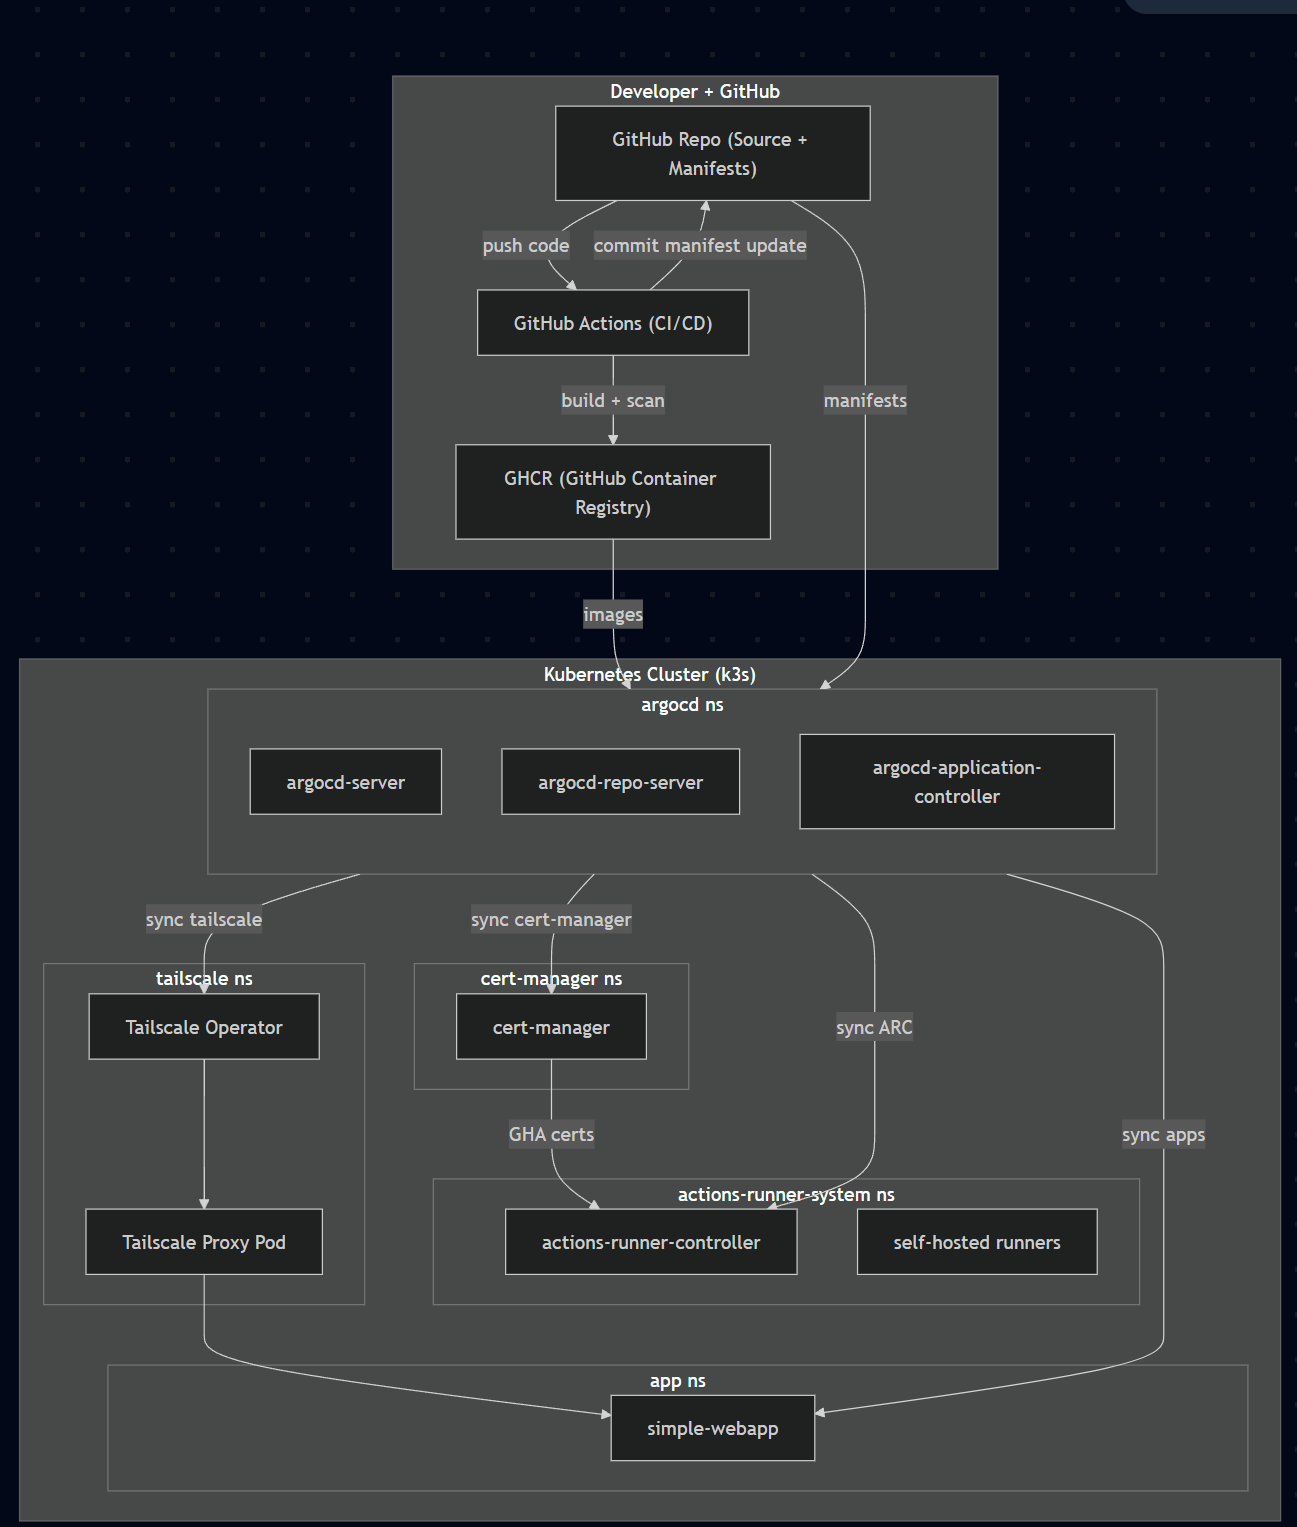 Developer + GitHub
GitHub Repo (Source +
Manifests)
push code
commit manifest update
GitHub Actions (CI/CD)
build + scan
manifests
GHCR (GitHub Container
Registry)
images
Kubernetes Cluster (k3s)
argocd ns
argocd-server
argocd-repo-server
argocd-application-
controller
sync tailscale
sync cert-manager
tailscale ns
cert-manager ns
Tailscale Operator
cert-manager
sync ARC
GHA certs
sync apps
actions-runner-system ns
Tailscale Proxy Pod
actions-runner-controller
self-hosted runners
app ns
simple-webapp